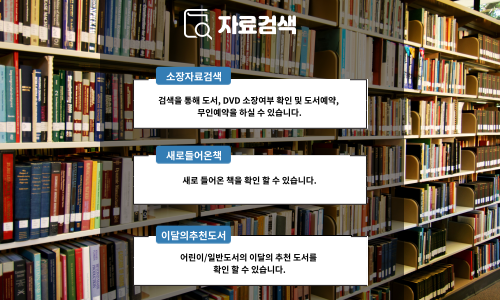 자료검색
소장자료검색
검색을 통해 도서, DVD 소장여부 확인 및 도서예약,
무인예약을 하실 수 있습니다.
새로들어온책
새로 들어온 책을 확인 할 수 있습니다.
이달의추천도서
어린이/일반도서의 이달의 추천 도서를
확인 할 수 있습니다.